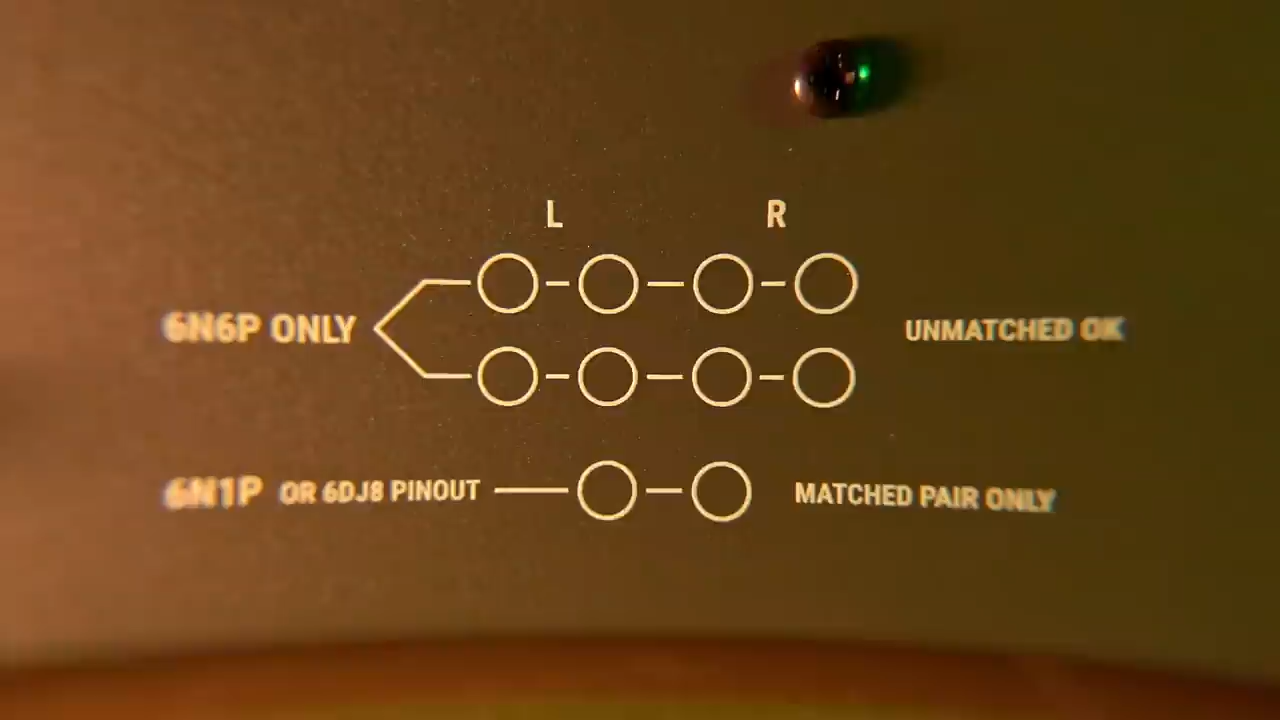 L R
6N6P ONLY UNMATCHED OK
6N1P OR 6DJ8 PINOUT MATCHED PAIR ONLY